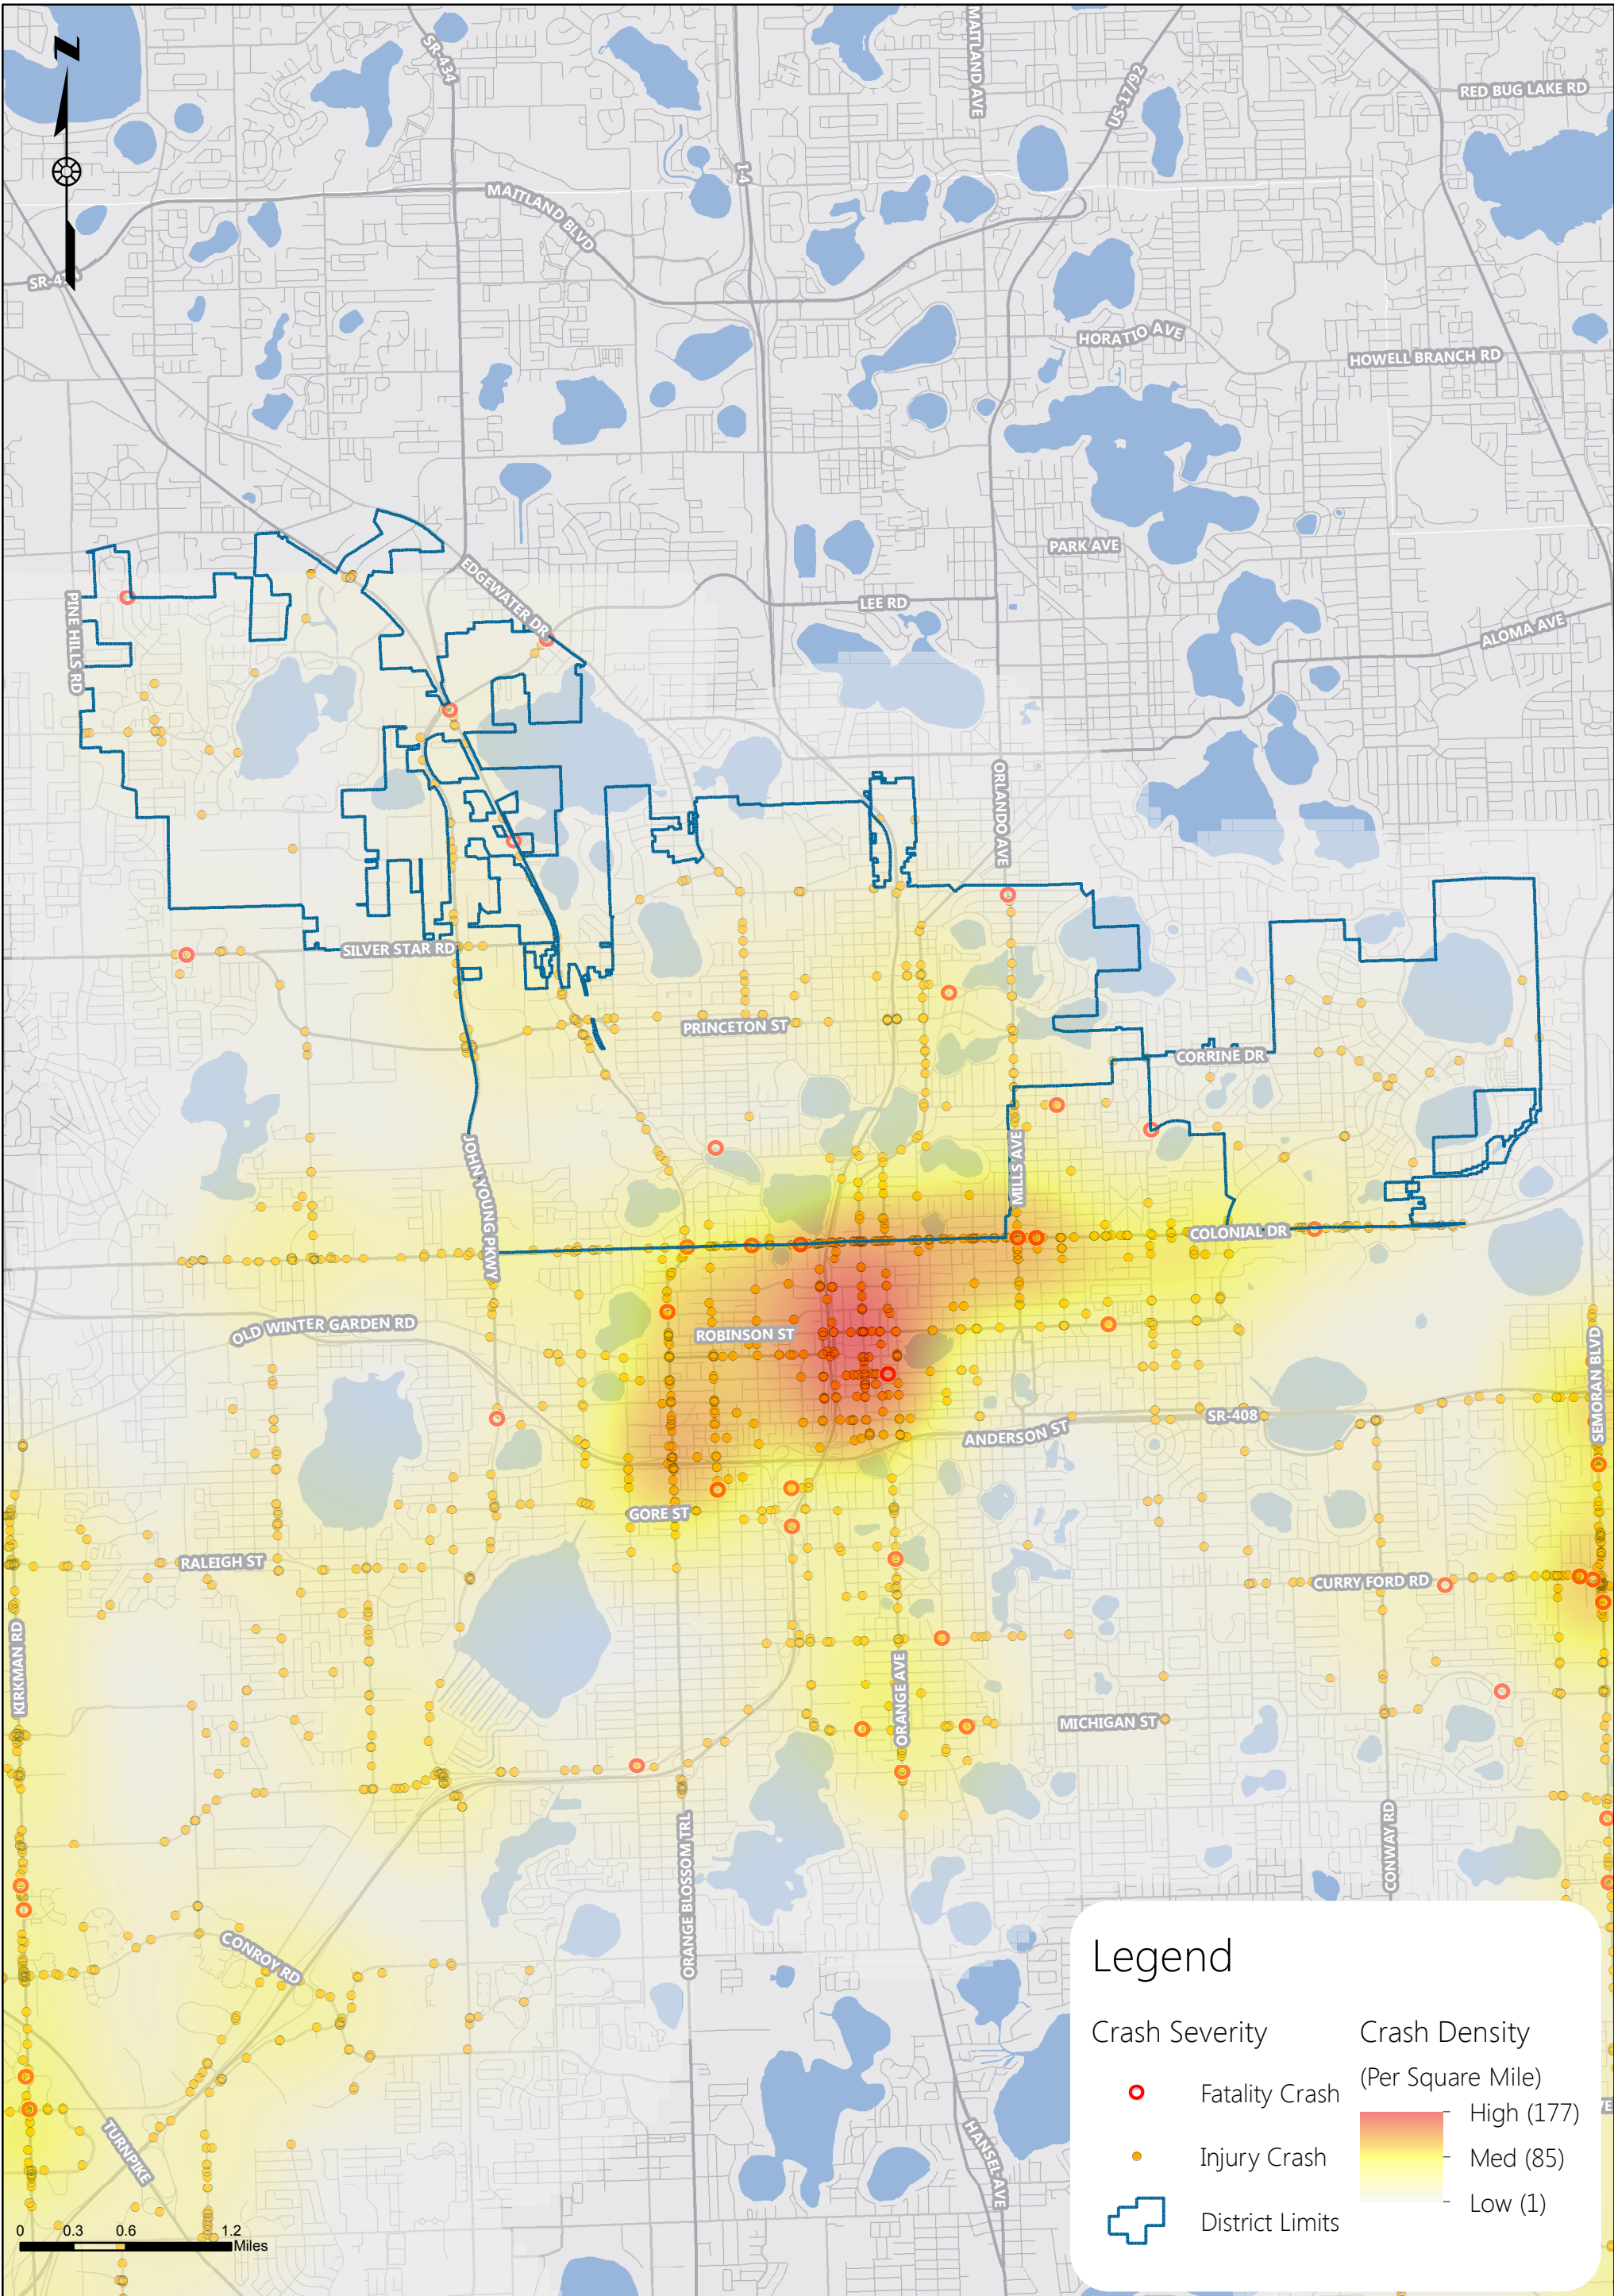 N
SR-434
MAITLAND AVE
US-17/92
RED BUG LAKE RD
I-4
MAITLAND BLVD
HORATIO AVE
HOWELL BRANCH RD
PARK AVE
EDGEWATER DR
LEE RD
PINE HILLS RD
ALOMA AVE
ORLANDO AVE
SILVER STAR RD
PRINCETON ST
CORRINE DR
JOHN YOUNG PKWY
MILLS AVE
COLONIAL DR
OLD WINTER GARDEN RD
ROBINSON ST
SEMORAN BLVD
SR-408
ANDERSON ST
GORE ST
RALEIGH ST
CURRY FORD RD
KIRKMAN RD
ORANGE AVE
MICHIGAN ST
ORANGE BLOSSOM TRL
CONWAY RD
CONROY RD
TURNPIKE
HANSEL AVE
Legend
Crash Severity
Fatality Crash
Injury Crash
District Limits
Crash Density
(Per Square Mile)
High (177)
Med (85)
Low (1)
0 0.3 0.6 1.2
Miles